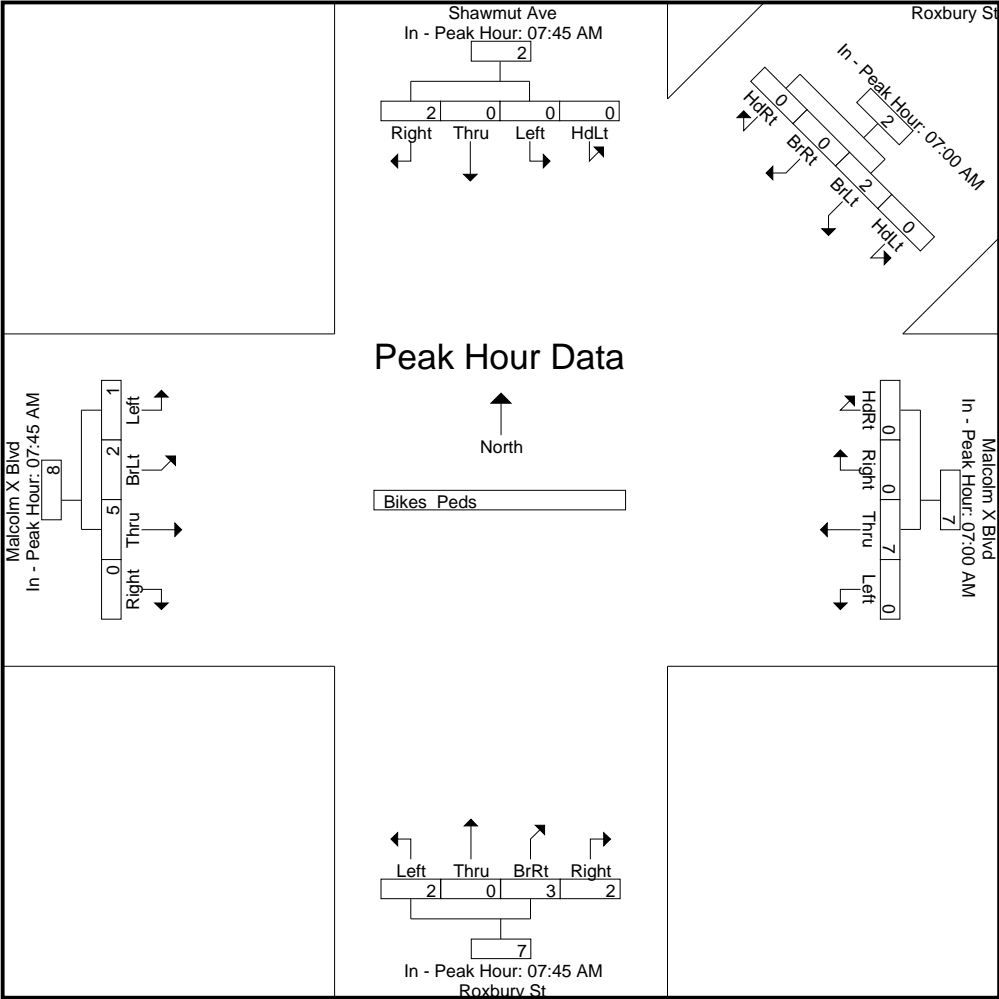 Shawmut Ave
In - Peak Hour: 07:45 AM
2
2 0 0 0
Right Thru Left HdLt
Roxbury St
In - Peak Hour: 07:00 AM
2
0 0 2 0
HdRt BrRt BrLt HdLt
Peak Hour Data
North
Bikes Peds
Malcolm X Blvd
In - Peak Hour: 07:45 AM
8
1 2 5 0
Left BrLt Thru Right
Malcolm X Blvd
In - Peak Hour: 07:00 AM
7
0 0 7 0
HdRt Right Thru Left
Left Thru BrRt Right
2 0 3 2
7
In - Peak Hour: 07:45 AM
Roxbury St